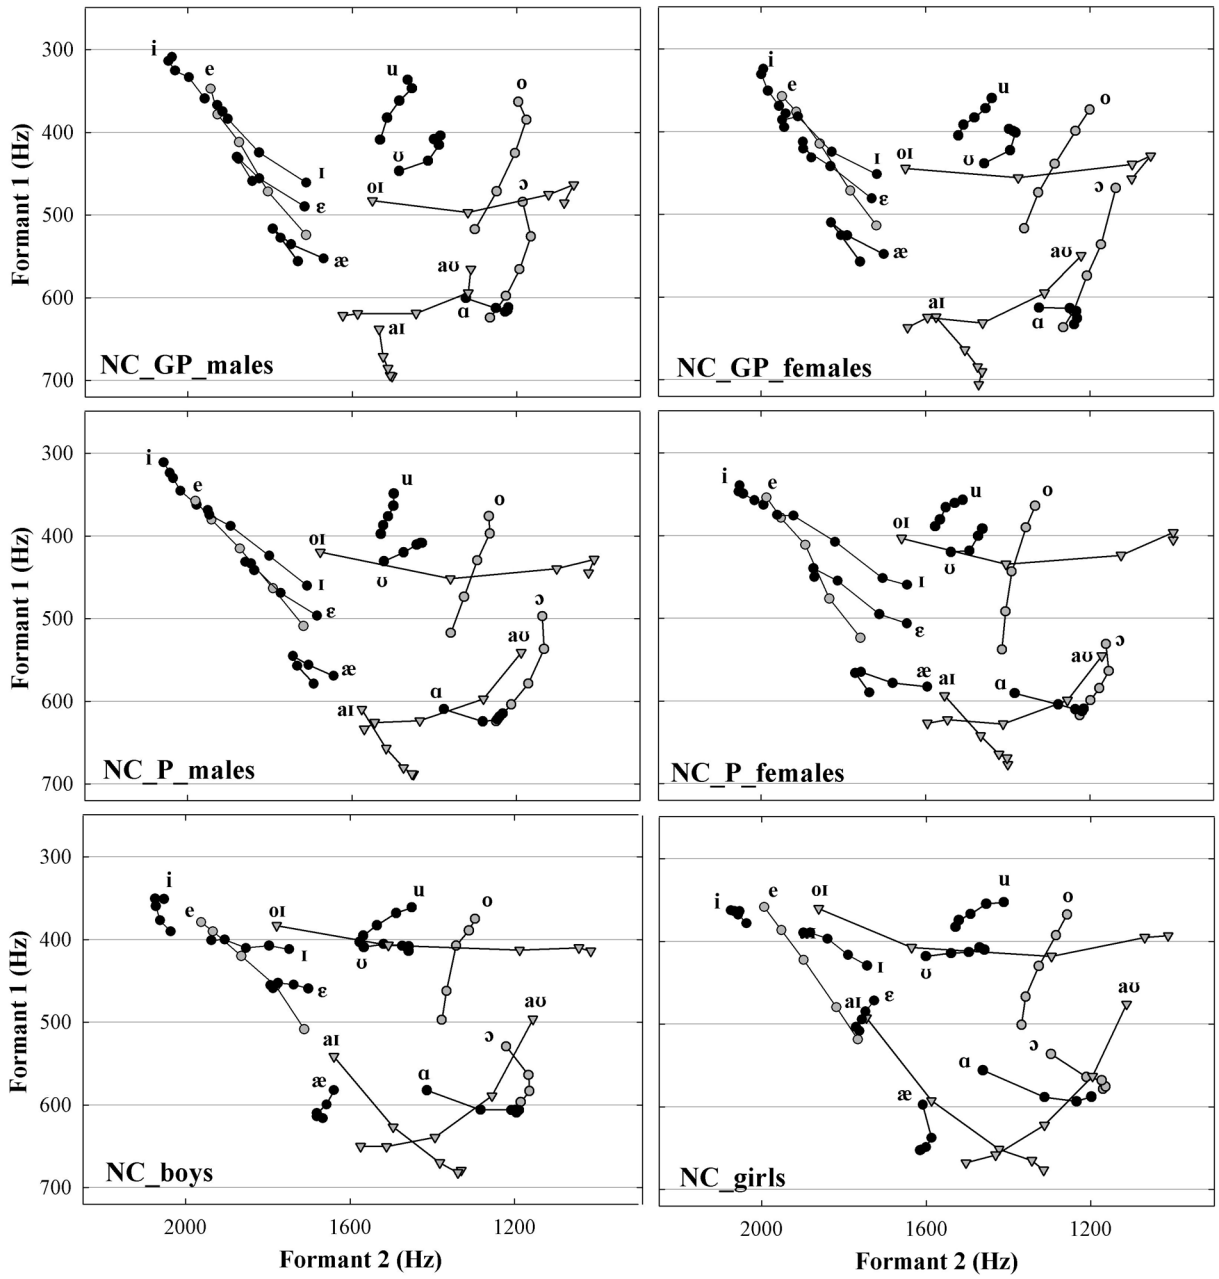 i
e
u
o
300
400
ʊ
ɪ
oɪ
ɔ
500
ɛ
æ
aʊ
600
ɑ
aɪ
NC_GP_males
700
Formant 1 (Hz)
i
e
u
o
ɪ
oɪ
ʊ
ɛ
ɔ
æ
aʊ
aɪ
ɑ
NC_GP_females
300
i
e
u
o
400
oɪ
ʊ
ɪ
500
ɛ
ɔ
aʊ
æ
600
ɑ
aɪ
NC_P_males
700
Formant 1 (Hz)
i
e
u
o
oɪ
ʊ
ɪ
ɛ
ɔ
aʊ
æ
aɪ
ɑ
NC_P_females
300
i
e
oɪ
u
o
400
ɪ
ʊ
ɛ
500
aʊ
aɪ
ɔ
æ
ɑ
600
NC_boys
700
Formant 1 (Hz)
2000 1600 1200
Formant 2 (Hz)
i
e
oɪ
u
o
ʊ
ɪ
aɪ
ɛ
aʊ
ɔ
ɑ
æ
NC_girls
2000 1600 1200
Formant 2 (Hz)